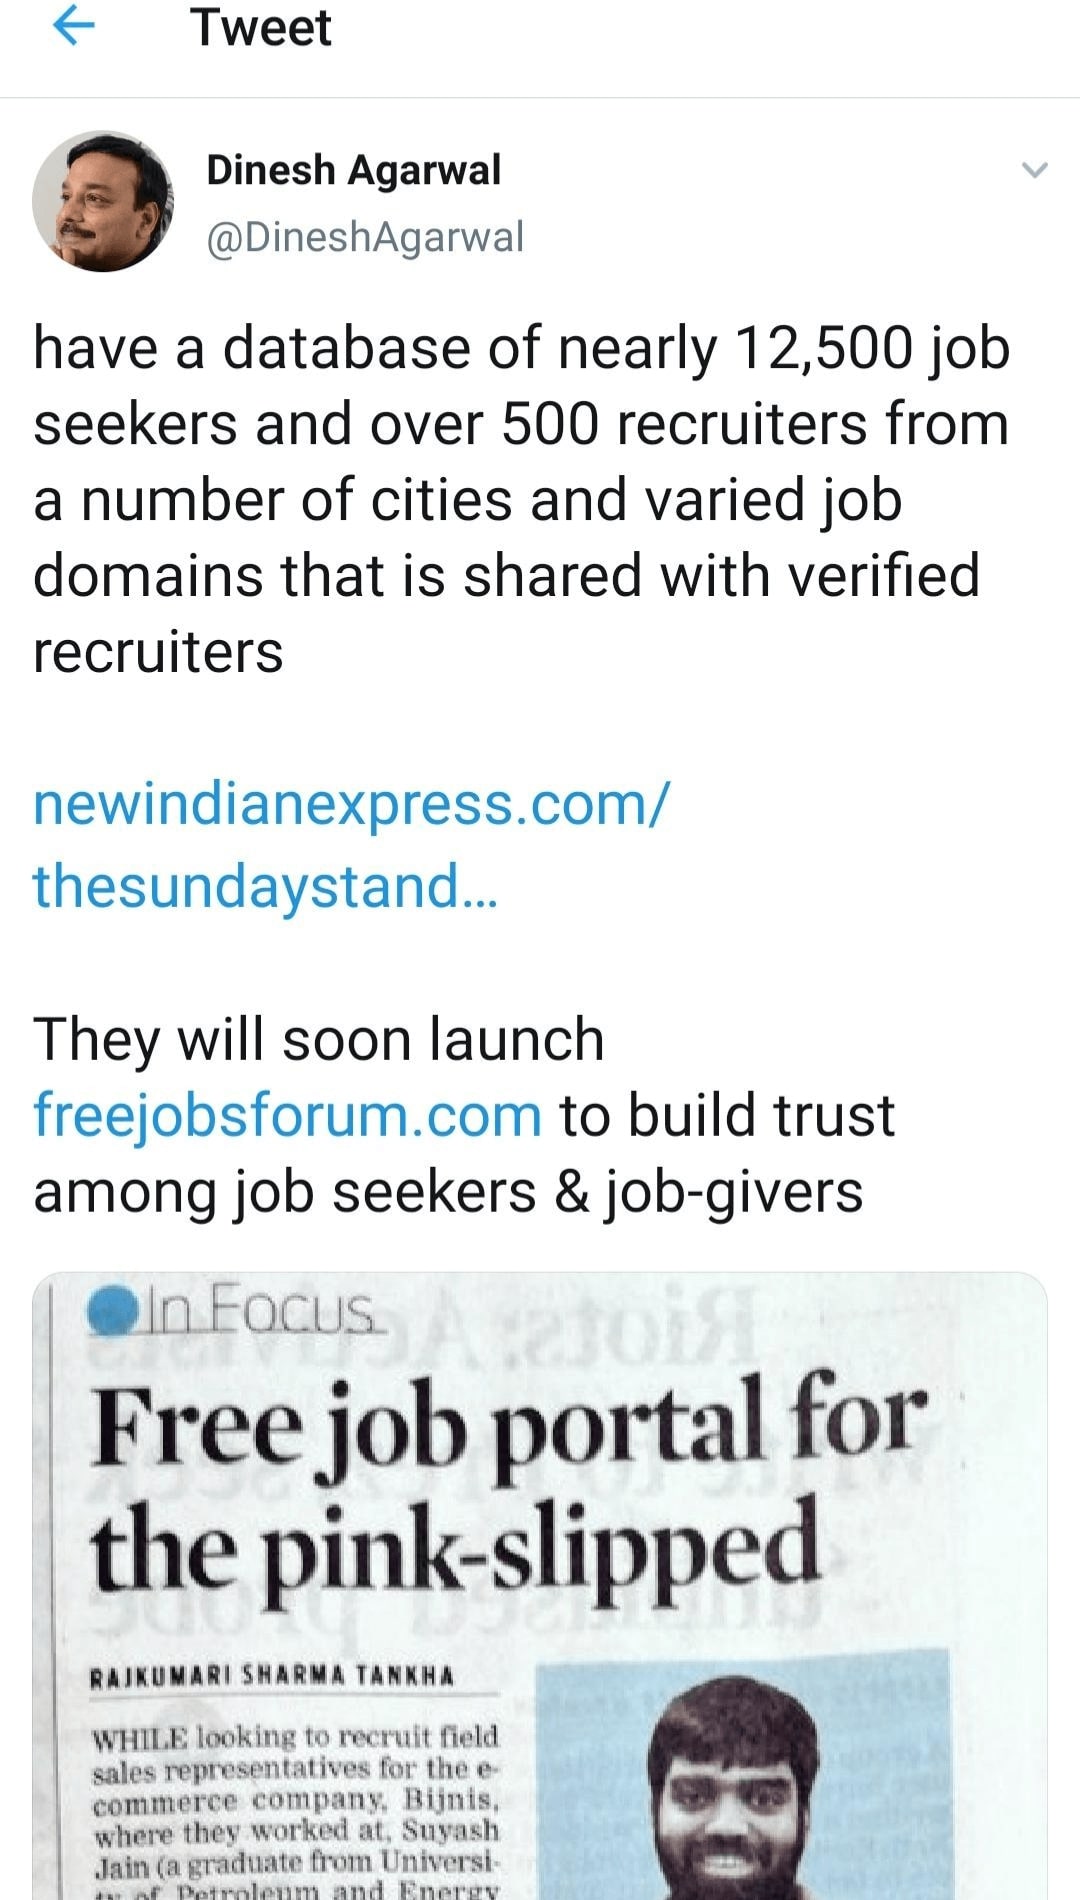 Tweet
Dinesh Agarwal
@DineshAgarwal
have a database of nearly 12,500 job
seekers and over 500 recruiters from
a number of cities and varied job
domains that is shared with verified
recruiters
newindianexpress.com/
thesundaystand…
They will soon launch
freejobsforum.com to build trust
among job seekers & job-givers
In Focus
Free job portal for
the pink-slipped
RAJKUMARI SHARMA TANKHA
WHILE looking to recruit field
sales representatives for the e-
commerce company, Bijnis,
where they worked at, Suyash
Jain (a graduate from Universi-
ty of Petroleum and Energy